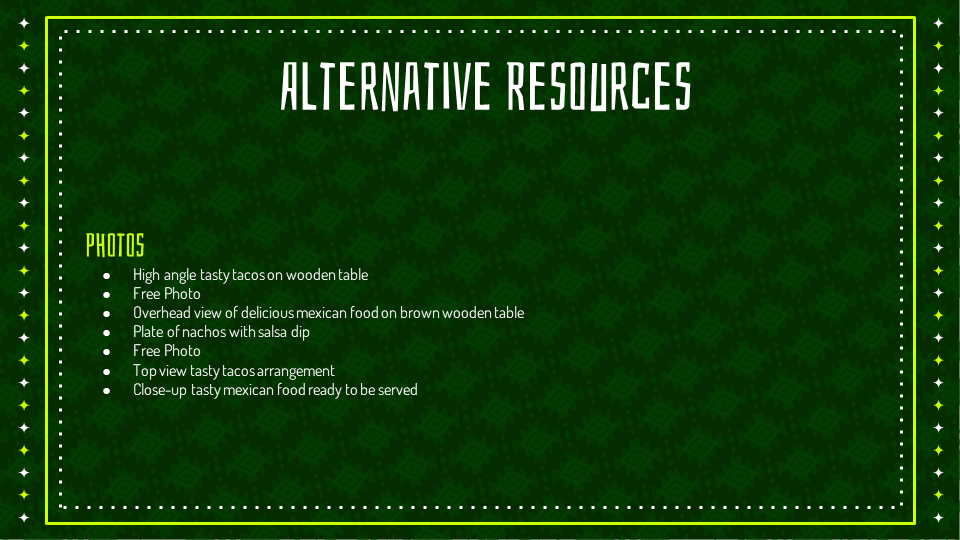 ALTERNATIVE RESOURCES
PHOTOS
● High angle tasty tacos on wooden table
● Free Photo
● Overhead view of delicious mexican food on brown wooden table
● Plate of nachos with salsa dip
● Free Photo
● Top view tasty tacos arrangement
● Close-up tasty mexican food ready to be served